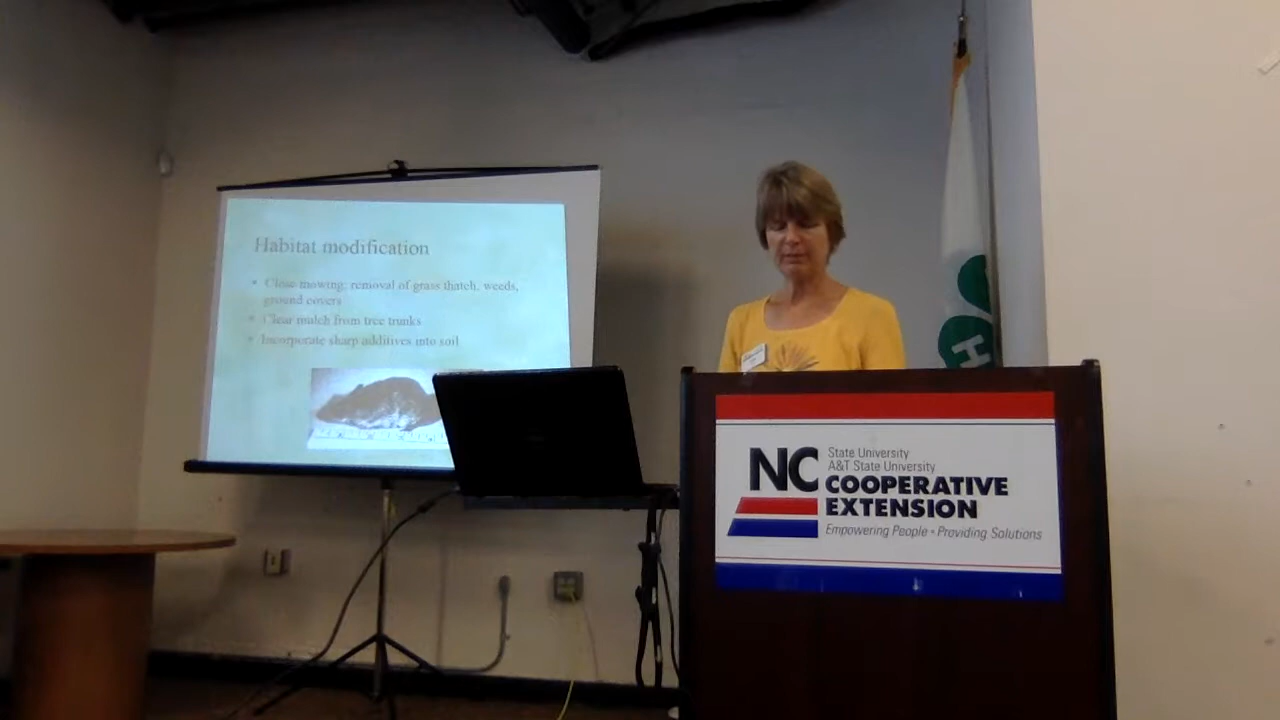 Habitat modification
• Close mowing; removal of grass thatch, weeds,
ground covers
• Clear mulch from tree trunks
• Incorporate sharp additives into soil
NC State University
A&T State University
COOPERATIVE
EXTENSION
Empowering People • Providing Solutions
H